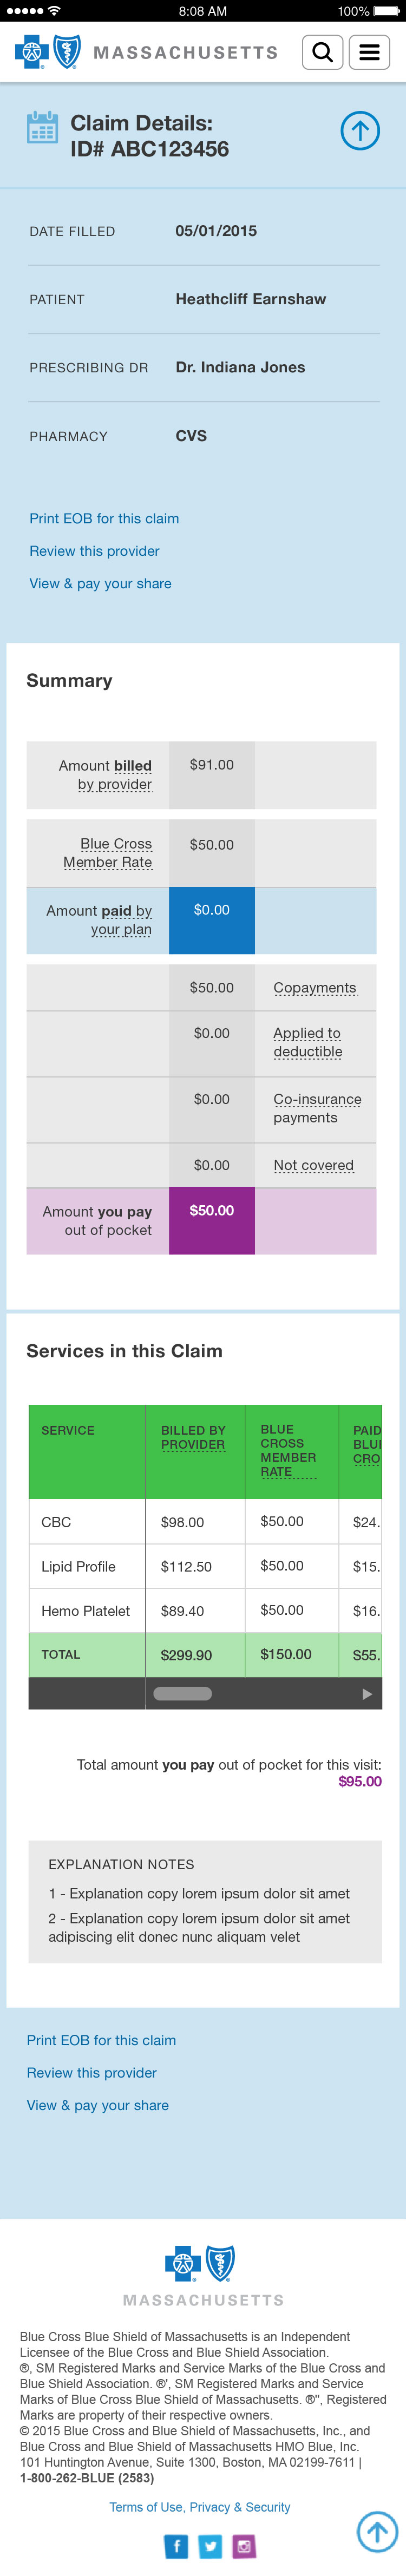 8:08 AM 100%
MASSACHUSETTS
Claim Details:
ID# ABC123456
DATE FILLED 05/01/2015
PATIENT Heathcliff Earnshaw
PRESCRIBING DR Dr. Indiana Jones
PHARMACY CVS
Print EOB for this claim
Review this provider
View & pay your share
Summary
Amount billed $91.00
by provider
Blue Cross $50.00
Member Rate
Amount paid by $0.00
your plan
$50.00 Copayments
$0.00 Applied to
deductible
$0.00 Co-insurance
payments
$0.00 Not covered
Amount you pay $50.00
out of pocket
Services in this Claim
SERVICE
BILLED BY
PROVIDER
BLUE
CROSS
MEMBER
RATE
PAID
BLUE
CRO
CBC $98.00 $50.00 $24.
Lipid Profile $112.50 $50.00 $15.
Hemo Platelet $89.40 $50.00 $16.
TOTAL $299.90 $150.00 $55.
Total amount you pay out of pocket for this visit:
$95.00
EXPLANATION NOTES
1 - Explanation copy lorem ipsum dolor sit amet
2 - Explanation copy lorem ipsum dolor sit amet
adipiscing elit donec nunc aliquam velet
Print EOB for this claim
Review this provider
View & pay your share
MASSACHUSETTS
Blue Cross Blue Shield of Massachusetts is an Independent
Licensee of the Blue Cross and Blue Shield Association.
®, SM Registered Marks and Service Marks of the Blue Cross and
Blue Shield Association. ®', SM Registered Marks and Service
Marks of Blue Cross Blue Shield of Massachusetts. ®", Registered
Marks are property of their respective owners.
© 2015 Blue Cross and Blue Shield of Massachusetts, Inc., and
Blue Cross and Blue Shield of Massachusetts HMO Blue, Inc.
101 Huntington Avenue, Suite 1300, Boston, MA 02199-7611 |
1-800-262-BLUE (2583)
Terms of Use, Privacy & Security